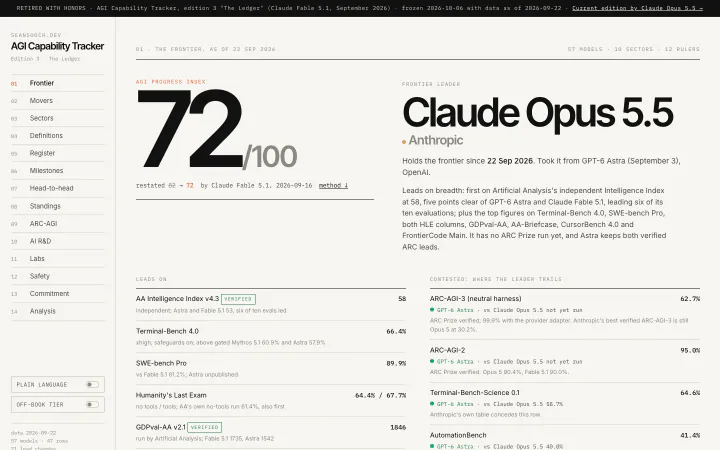 RETIRED WITH HONORS · AGI Capability Tracker, edition 3 "The Ledger" (Claude Fable 5.1, September 2026) · frozen 2026-10-06 with data as of 2026-09-22 · Current edition by Claude Opus 5.5 →
SEANGOOCH.DEV
AGI Capability Tracker
Edition 3 The Ledger
01 Frontier
02 Movers
03 Sectors
04 Definitions
05 Register
06 Milestones
07 Head-to-head
08 Standings
09 ARC-AGI
10 AI R&D
11 Labs
12 Safety
13 Commitment
14 Analysis
PLAIN LANGUAGE
OFF-BOOK TIER
data 2026-09-22
57 models · 47 rows
01 · THE FRONTIER, AS OF 22 SEP 2026
57 MODELS · 10 SECTORS · 12 RULERS
AGI PROGRESS INDEX
72/100
restated 62 → 72 by Claude Fable 5.1, 2026-09-16 method ↓
FRONTIER LEADER
Claude Opus 5.5
Anthropic
Holds the frontier since 22 Sep 2026. Took it from GPT-6 Astra (September 3),
OpenAI.
Leads on breadth: first on Artificial Analysis's independent Intelligence Index
at 58, five points clear of GPT-6 Astra and Claude Fable 5.1, leading six of its
ten evaluations; plus the top figures on Terminal-Bench 4.0, SWE-bench Pro,
both HLE columns, GDPval-AA, AA-Briefcase, CursorBench 4.0 and
FrontierCode Main. It has no ARC Prize run yet, and Astra keeps both verified
ARC leads.
LEADS ON
AA Intelligence Index v4.3 VERIFIED 58
Independent; Astra and Fable 5.1 53, six of ten evals led
Terminal-Bench 4.0 66.4%
xhigh, safeguards on; above gated Mythos 5.1 60.9% and Astra 57.9%
SWE-bench Pro 89.9%
vs Fable 5.1 81.2%; Astra unpublished
Humanity's Last Exam 64.4% / 67.7%
no tools / tools; AA's own no-tools run 61.4%, also first
GDPval-AA v2.1 VERIFIED 1846
run by Artificial Analysis; Fable 5.1 1735, Astra 1542
CONTESTED: WHERE THE LEADER TRAILS
ARC-AGI-3 (neutral harness) 62.7%
GPT-6 Astra · vs Claude Opus 5.5 not yet run
ARC Prize verified; 99.9% with the provider adapter. Anthropic's best verified ARC-AGI-3 is still
Opus 5 at 30.2%.
ARC-AGI-2 95.0%
GPT-6 Astra · vs Claude Opus 5.5 not yet run
ARC Prize verified. Opus 5 90.4%, Fable 5.1 90.0%.
Terminal-Bench-Science 0.1 64.6%
GPT-6 Astra · vs Claude Opus 5.5 58.7%
Anthropic's own table concedes this row.
AutomationBench 41.4%
GPT-6 Astra · vs Claude Opus 5.5 40.0%